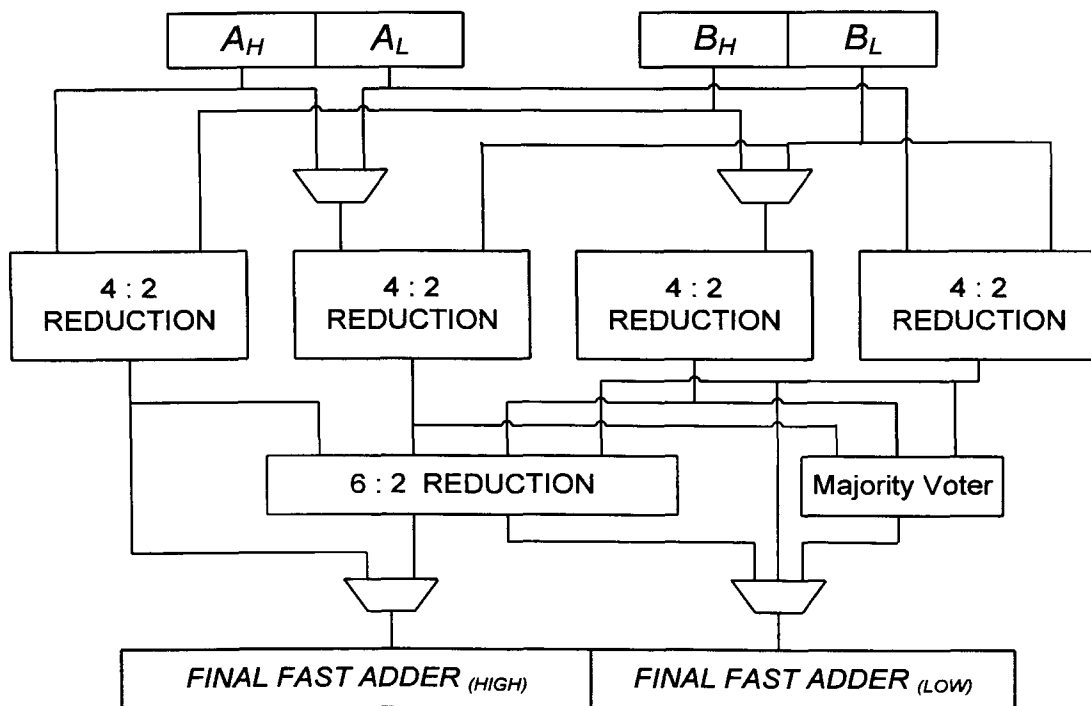 A_H A_L B_H B_L
4 : 2 REDUCTION
4 : 2 REDUCTION
4 : 2 REDUCTION
4 : 2 REDUCTION
6 : 2 REDUCTION
Majority Voter
FINAL FAST ADDER (HIGH)
FINAL FAST ADDER (LOW)